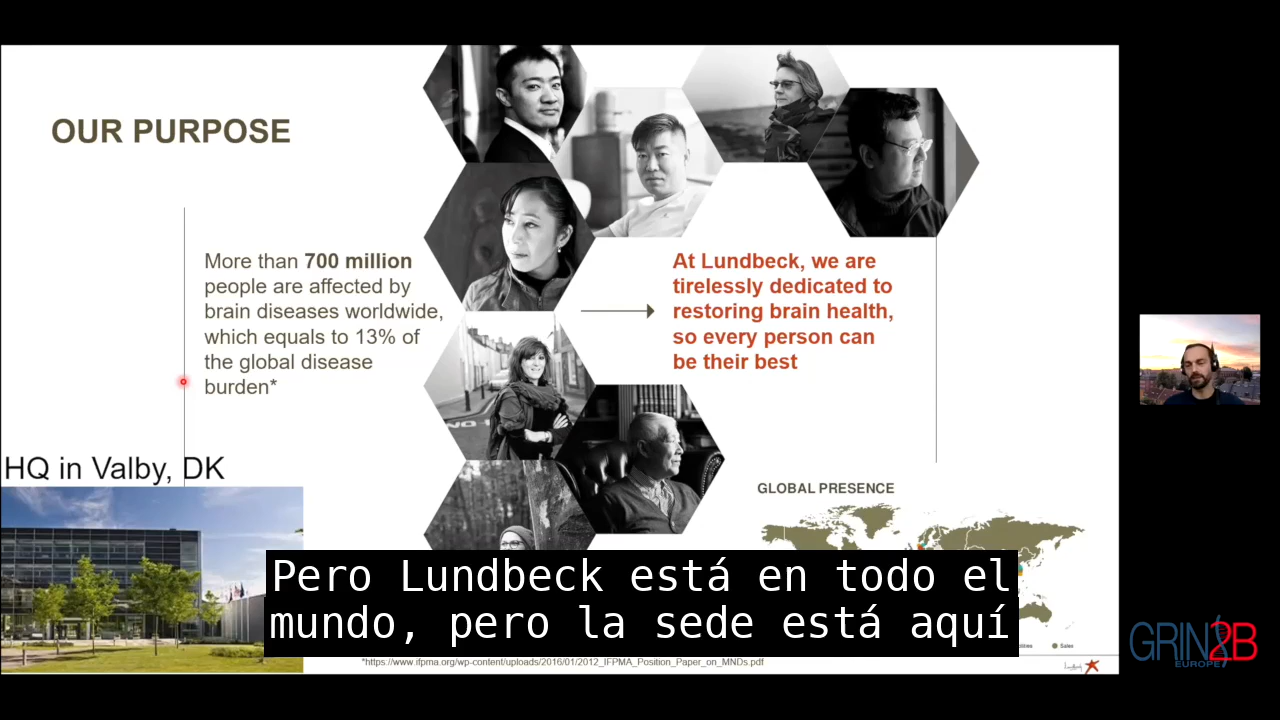 OUR PURPOSE
More than 700 million
people are affected by
brain diseases worldwide,
which equals to 13% of
the global disease
burden*
At Lundbeck, we are
tirelessly dedicated to
restoring brain health,
so every person can
be their best
HQ in Valby, DK
GLOBAL PRESENCE
Pero Lundbeck está en todo el
mundo, pero la sede está aquí
Sales
*https://www.ifpma.org/wp-content/uploads/2016/01/2012_IFPMA_Position_Paper_on_MNDs.pdf
GRIN2B
EUROPE